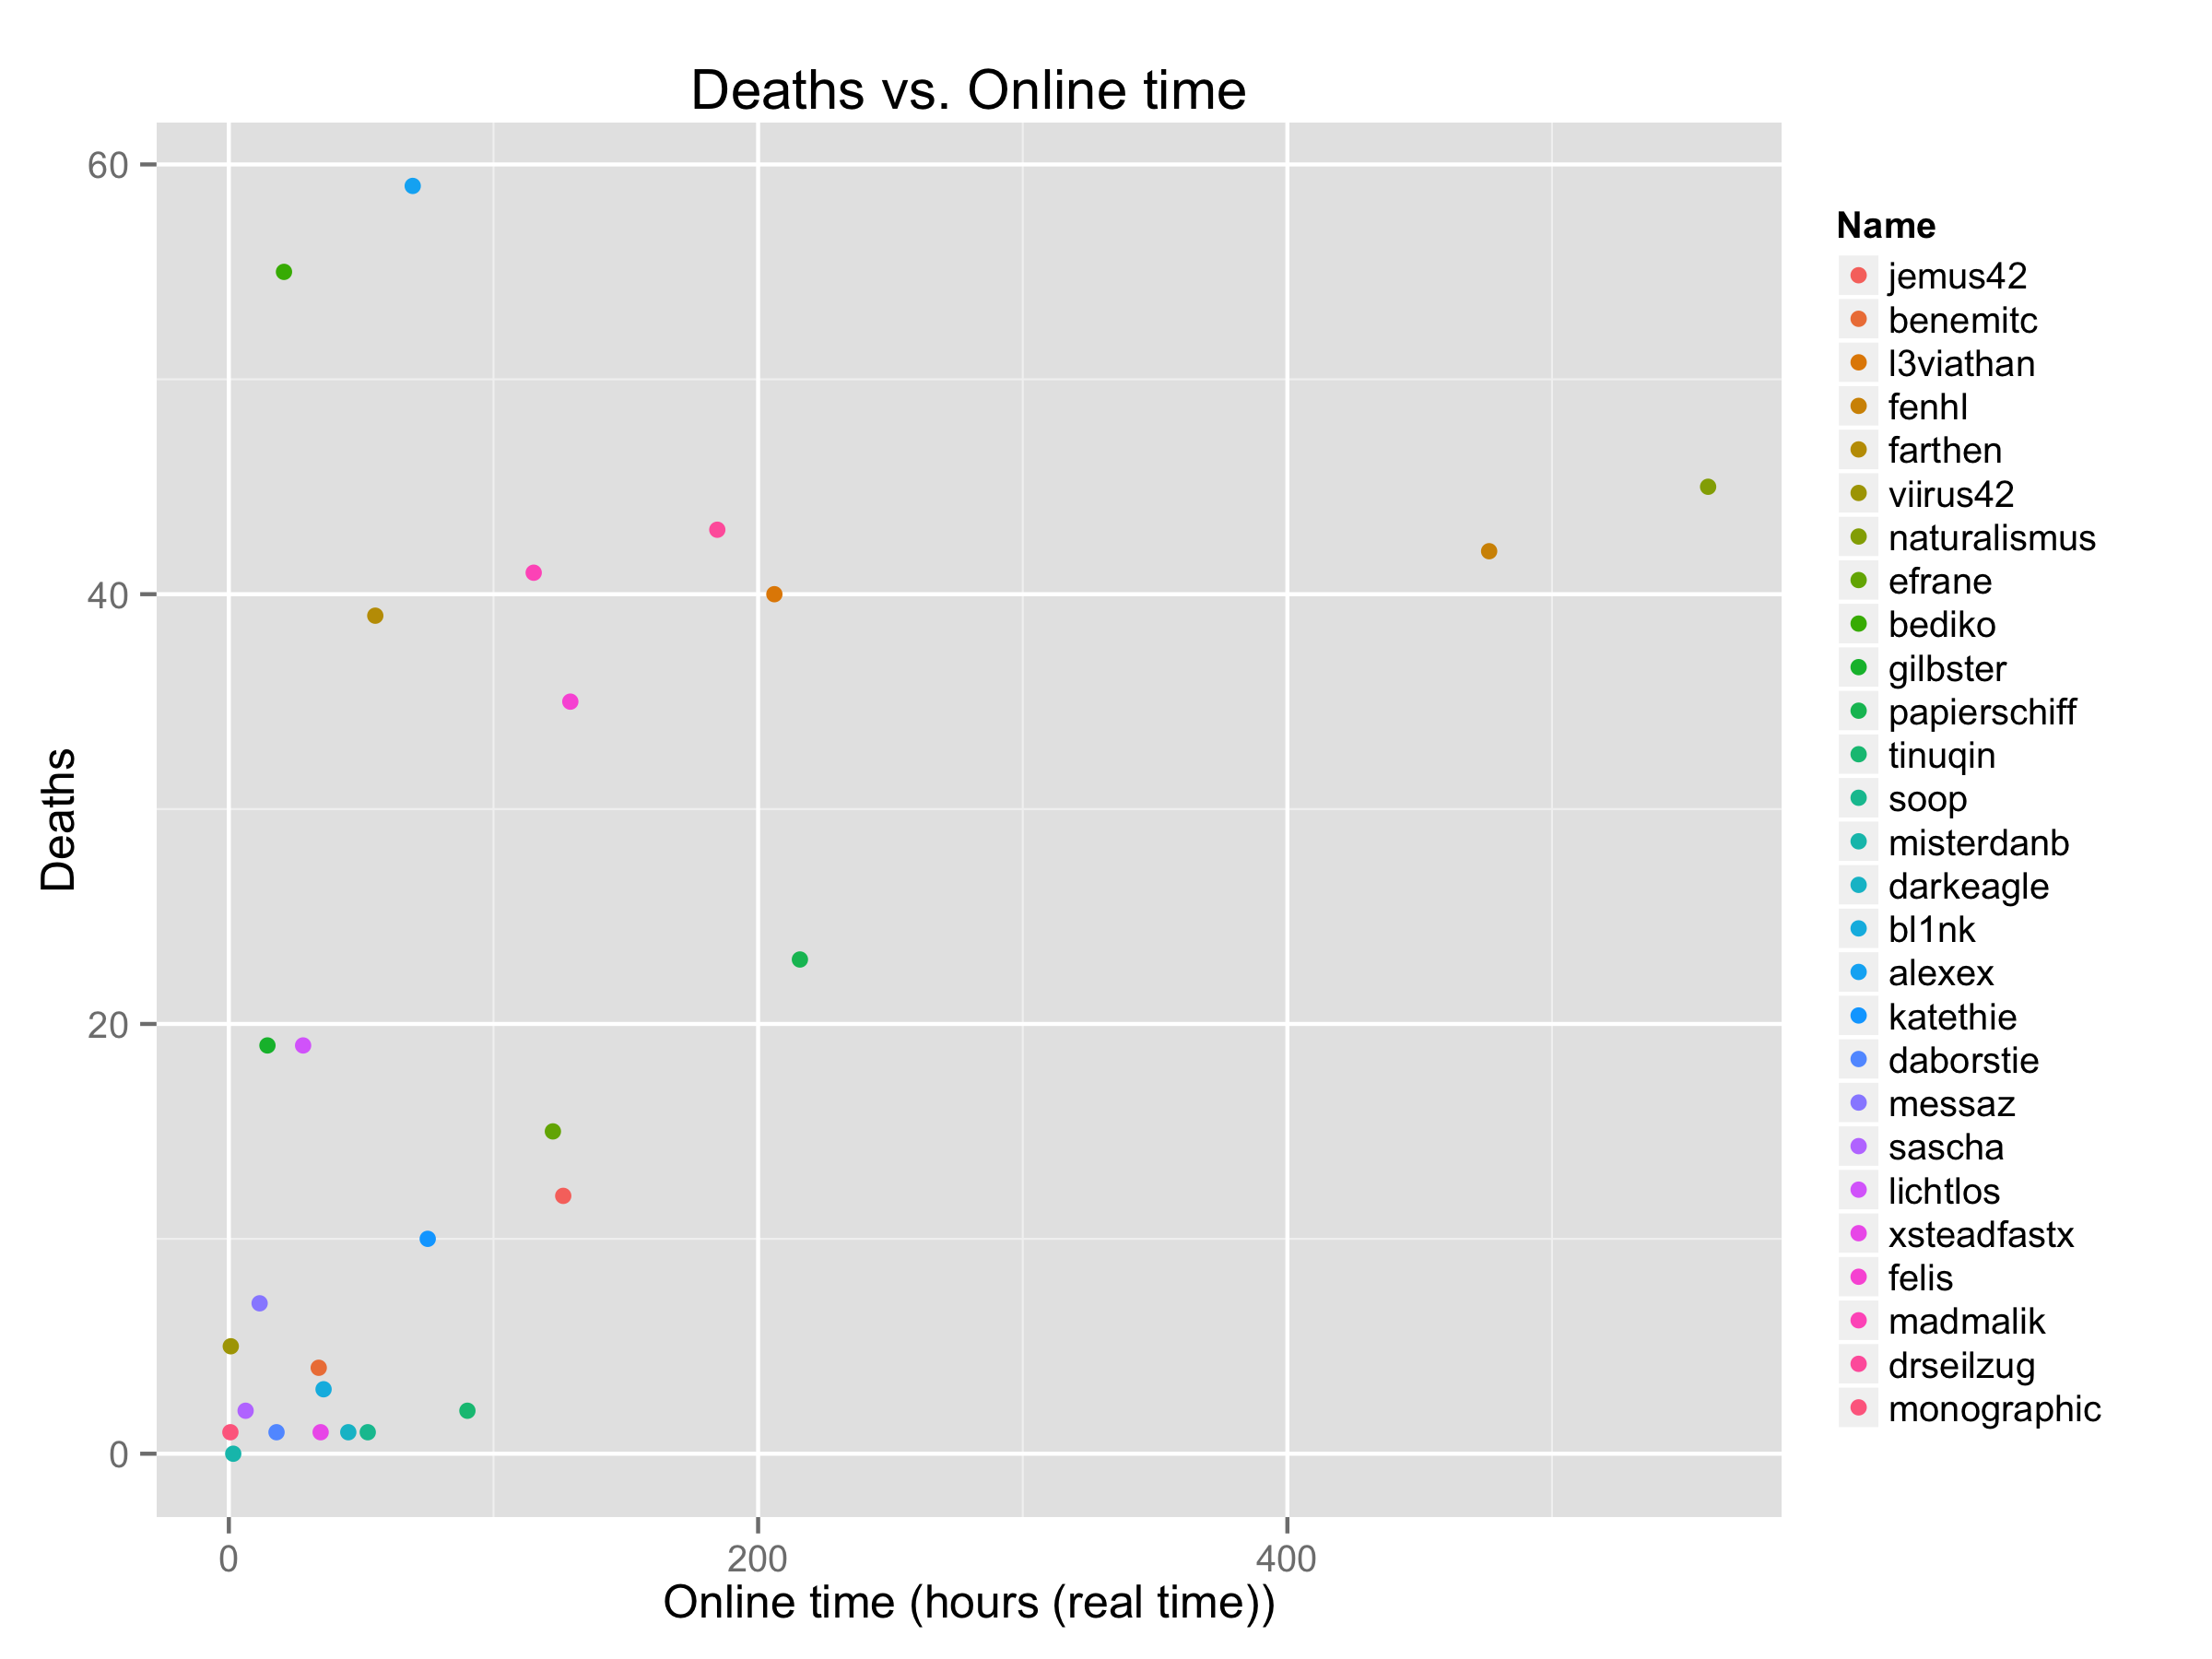 Deaths vs. Online time
60
40
20
0
Deaths
0
200
400
Online time (hours (real time))
Name
jemus42
benemitc
l3viathan
fenhl
farthen
viirus42
naturalismus
efrane
bediko
gilbster
papierschiff
tinuqin
soop
misterdanb
darkeagle
bl1nk
alexex
katethie
daborstie
messaz
sascha
lichtlos
xsteadfastx
felis
madmalik
drseilzug
monographic